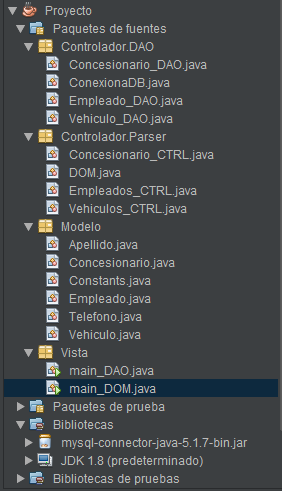 Proyecto
Paquetes de fuentes
Controlador.DAO
Concesionario_DAO.java
ConexionaDB.java
Empleado_DAO.java
Vehiculo_DAO.java
Controlador.Parser
Concesionario_CTRL.java
DOM.java
Empleados_CTRL.java
Vehiculos_CTRL.java
Modelo
Apellido.java
Concesionario.java
Constants.java
Empleado.java
Telefono.java
Vehiculo.java
Vista
main_DAO.java
main_DOM.java
Paquetes de prueba
Bibliotecas
mysql-connector-java-5.1.7-bin.jar
JDK 1.8 (predeterminado)
Bibliotecas de pruebas